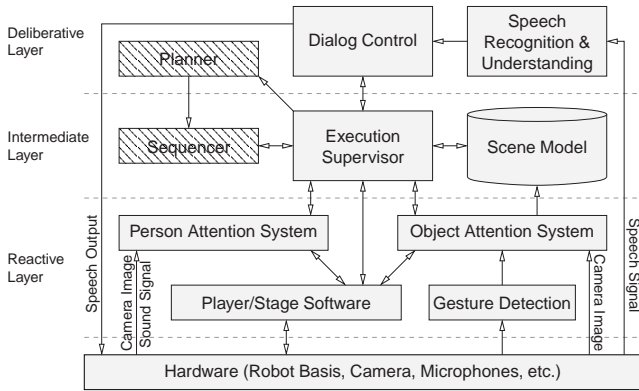 Deliberative
Layer
Planner
Dialog Control
Speech
Recognition &
Understanding
Intermediate
Layer
Sequencer
Execution
Supervisor
Scene Model
Reactive
Layer
Speech Output
Camera Image
Sound Signal
Person Attention System
Object Attention System
Player/Stage Software
Gesture Detection
Camera Image
Speech Signal
Hardware (Robot Basis, Camera, Microphones, etc.)